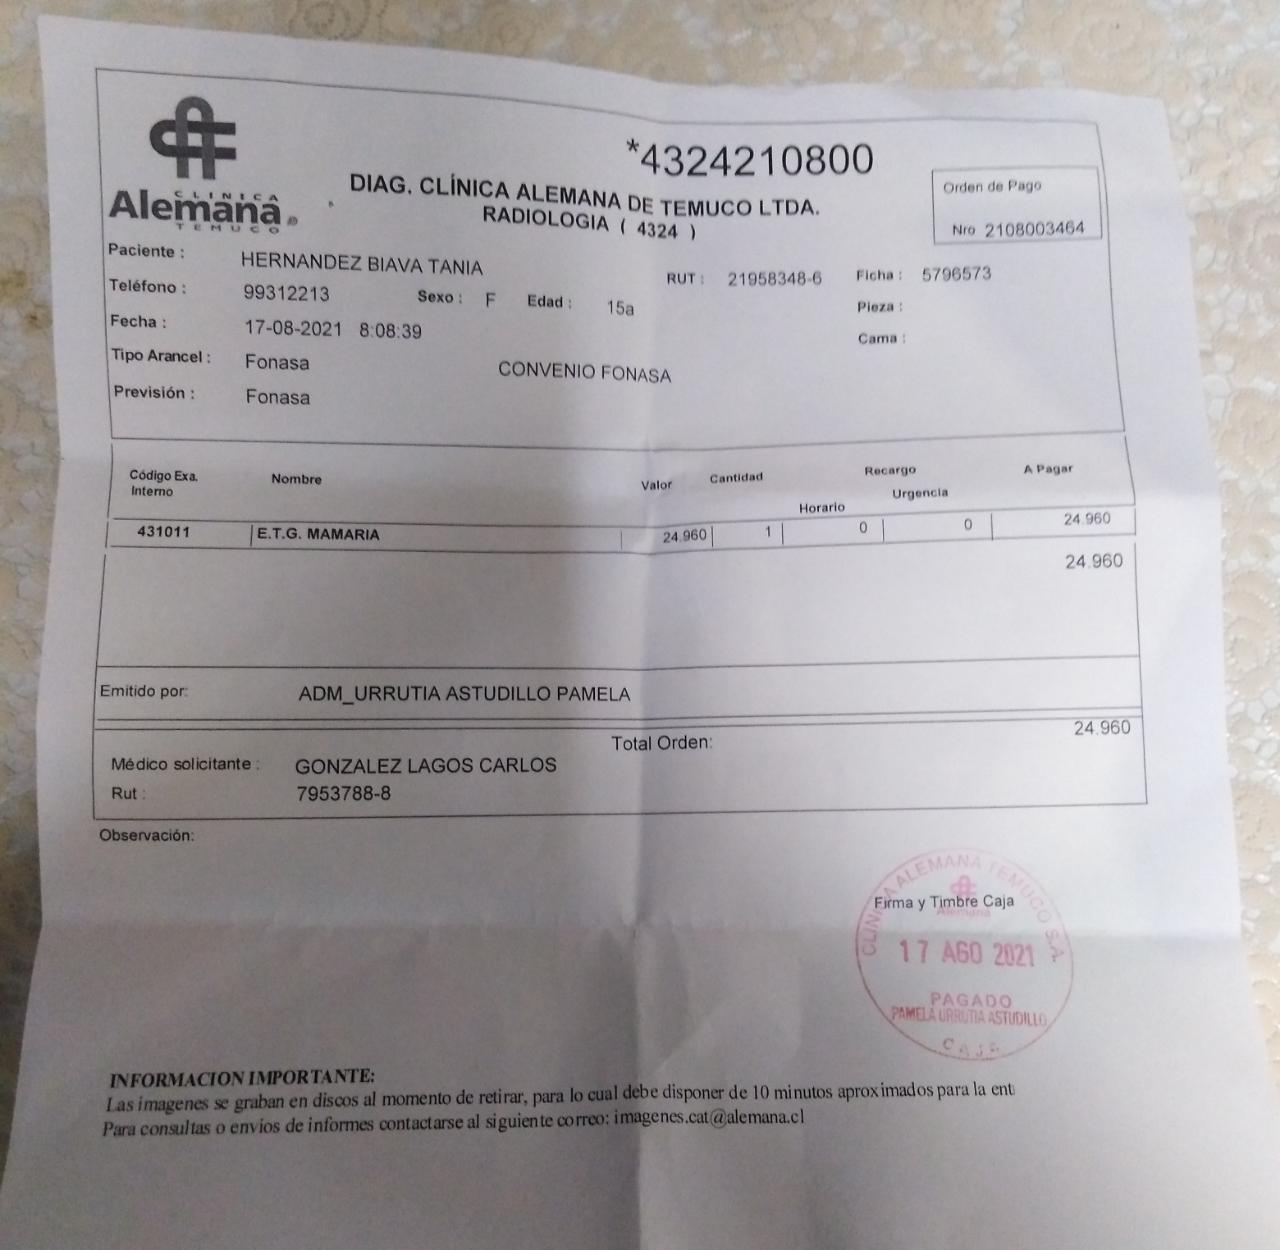 *4324210800
CLINICA
Alemana
TEMUCO
DIAG. CLÍNICA ALEMANA DE TEMUCO LTDA.
RADIOLOGIA ( 4324 )
Orden de Pago
Nro 2108003464
Paciente : HERNANDEZ BIAVA TANIA RUT : 21958348-6 Ficha : 5796573
Teléfono : 99312213 Sexo : F Edad : 15a Pieza :
Fecha : 17-08-2021 8:08:39 Cama :
Tipo Arancel : Fonasa CONVENIO FONASA
Previsión : Fonasa
Código Exa. Interno Nombre Valor Cantidad Recargo Horario Urgencia A Pagar
431011 E.T.G. MAMARIA 24.960 1 0 0 24.960
24.960
Emitido por: ADM_URRUTIA ASTUDILLO PAMELA
Total Orden: 24.960
Médico solicitante : GONZALEZ LAGOS CARLOS
Rut : 7953788-8
Observación:
CLINICA ALEMANA TEMUCO S.A.
Firma y Timbre Caja
Alemana
17 AGO 2021
PAGADO
PAMELA URRUTIA ASTUDILLO
CAJA
INFORMACION IMPORTANTE:
Las imagenes se graban en discos al momento de retirar, para lo cual debe disponer de 10 minutos aproximados para la ent
Para consultas o envios de informes contactarse al siguiente correo: imagenes.cat@alemana.cl